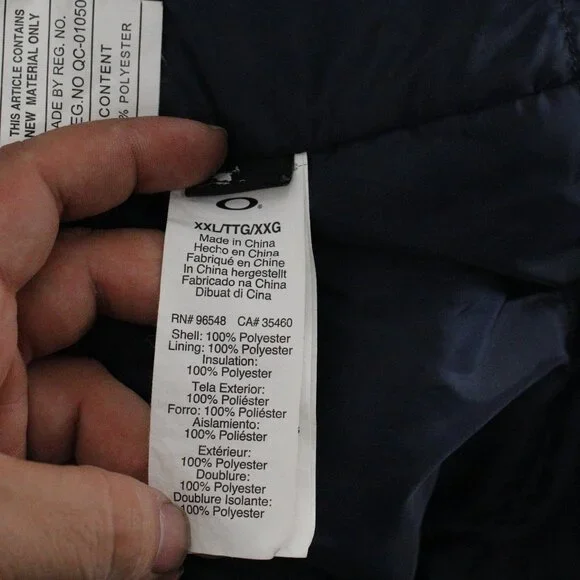 THIS ARTICLE CONTAINS
NEW MATERIAL ONLY
MADE BY REG. NO.
REG.NO QC-01050
CONTENT
% POLYESTER
XXL/TTG/XXG
Made in China
Hecho en China
Fabriqué en Chine
In China hergestellt
Fabricado na China
Dibuat di Cina
RN# 96548 CA# 35460
Shell: 100% Polyester
Lining: 100% Polyester
Insulation:
100% Polyester
Tela Exterior:
100% Poliéster
Forro: 100% Poliéster
Aislamiento:
100% Poliéster
Extérieur:
100% Polyester
Doublure:
100% Polyester
Doublure Isolante:
100% Polyester